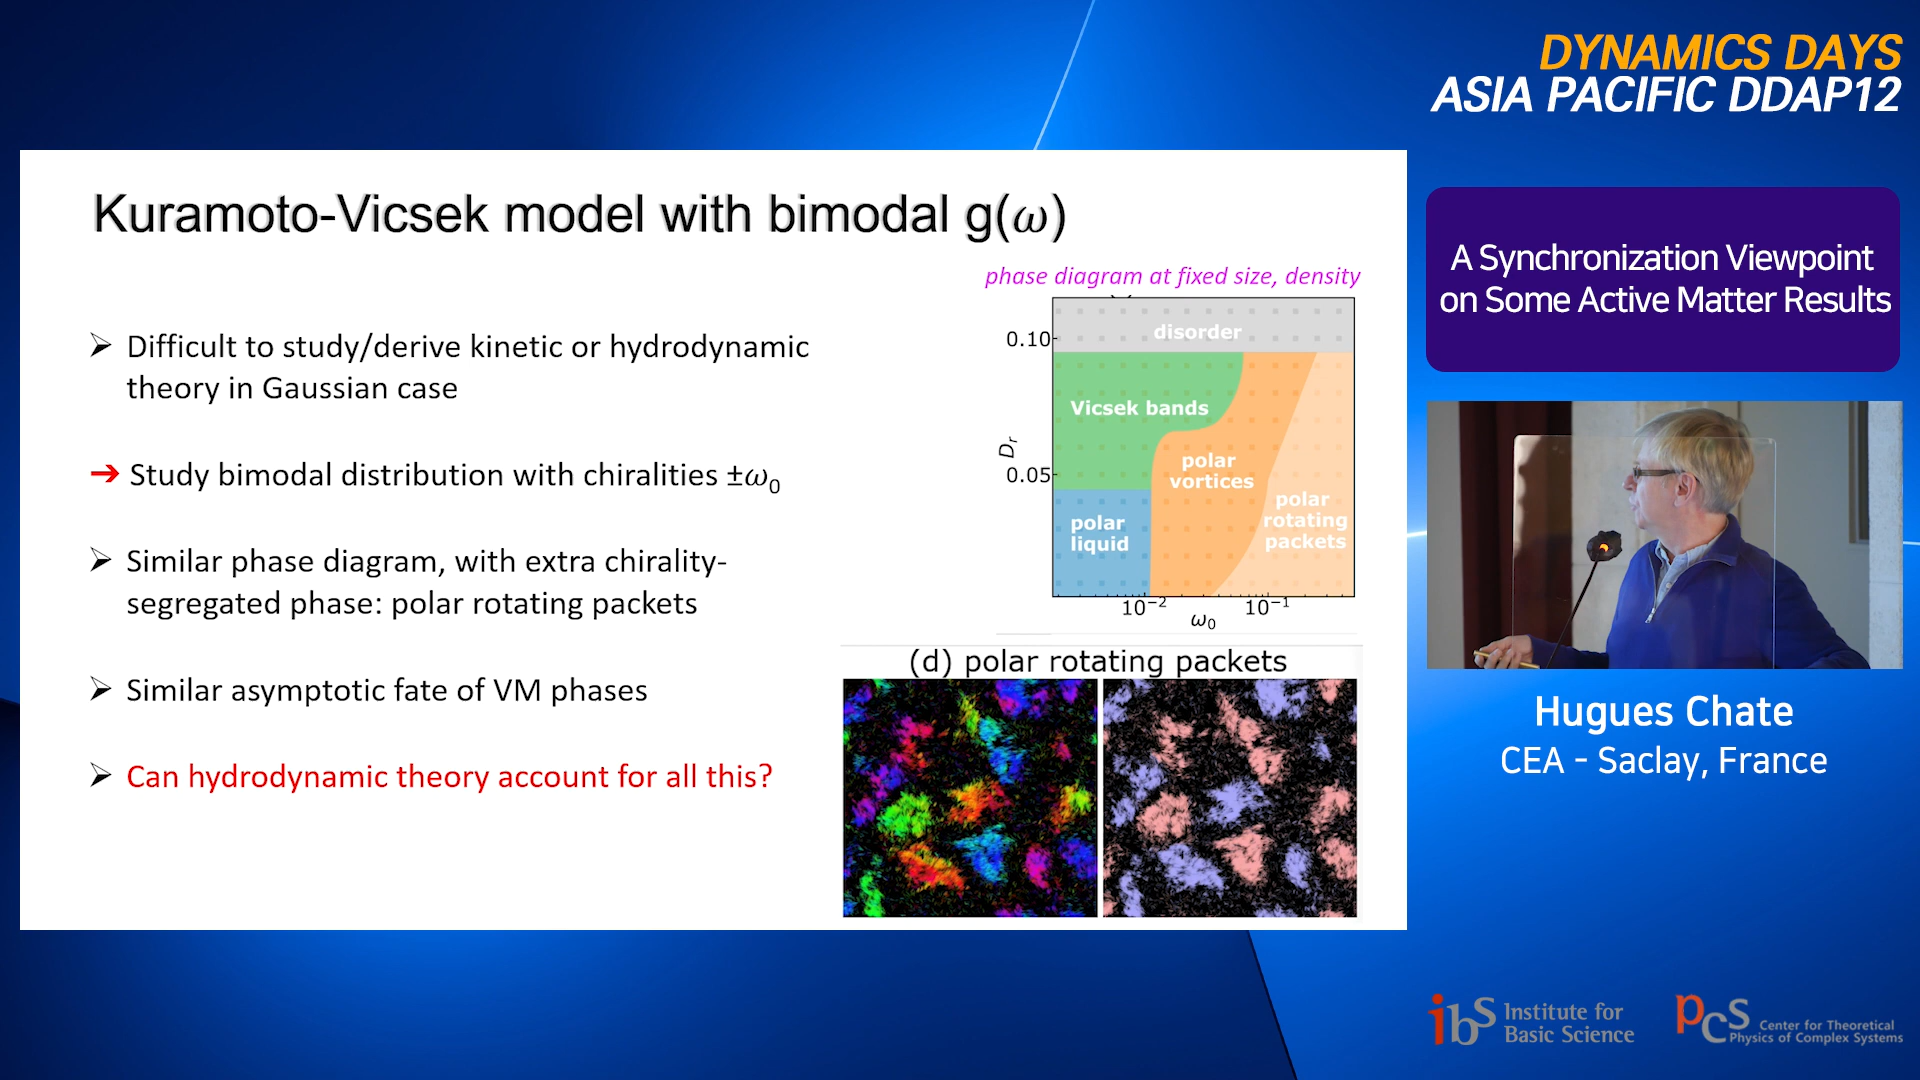 DYNAMICS DAYS
ASIA PACIFIC DDAP12
Kuramoto-Vicsek model with bimodal g(ω)
➢ Difficult to study/derive kinetic or hydrodynamic
theory in Gaussian case
➔ Study bimodal distribution with chiralities ±ω₀
➢ Similar phase diagram, with extra chirality-
segregated phase: polar rotating packets
➢ Similar asymptotic fate of VM phases
➢ Can hydrodynamic theory account for all this?
phase diagram at fixed size, density
0.10
disorder
Vicsek bands
Dᵣ
0.05
polar
vortices
polar
rotating
packets
polar
liquid
10⁻² 10⁻¹
ω₀
(d) polar rotating packets
A Synchronization Viewpoint
on Some Active Matter Results
Hugues Chate
CEA - Saclay, France
ibS Institute for
Basic Science
PCS Center for Theoretical
Physics of Complex Systems